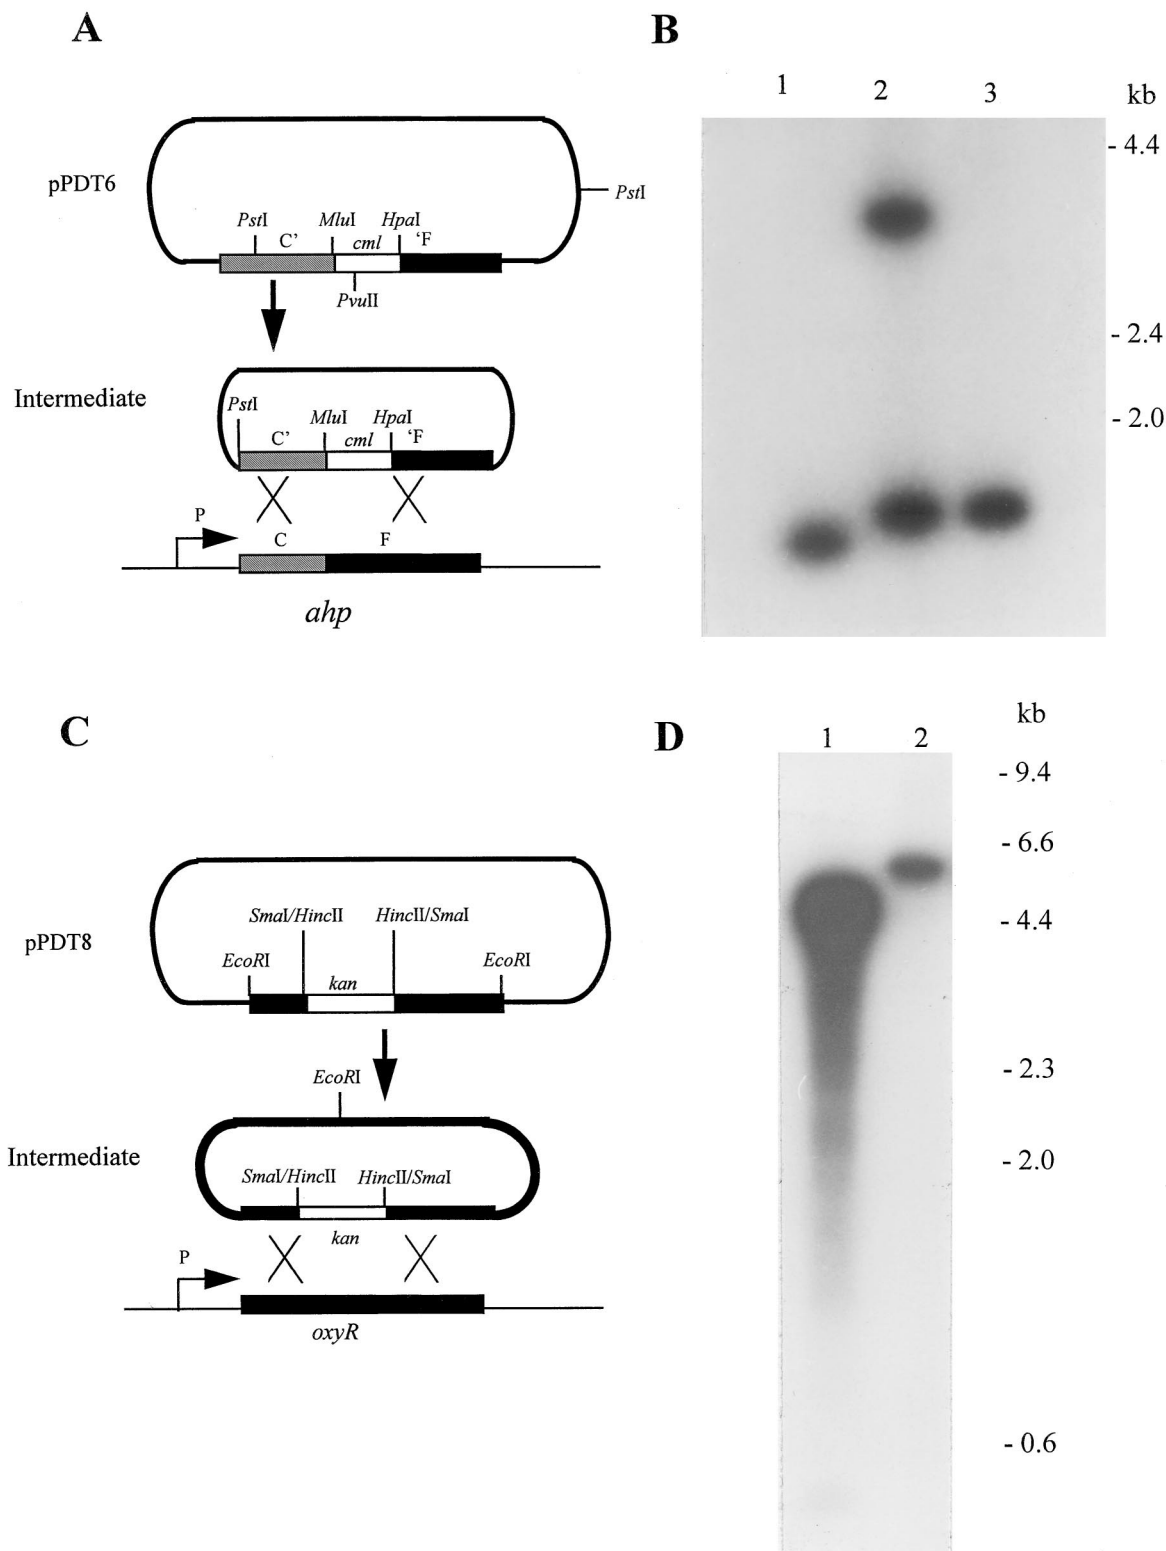 A
pPDT6
PstI
PstI
MluI
HpaI
C’
cml
‘F
PvuII
Intermediate
PstI
MluI
HpaI
C’
cml
‘F
P
C
F
ahp
B
1 2 3
kb
- 4.4
- 2.4
- 2.0
C
pPDT8
SmaI/HincII
HincII/SmaI
EcoRI
EcoRI
kan
EcoRI
Intermediate
SmaI/HincII
HincII/SmaI
kan
P
oxyR
D
1 2
kb
- 9.4
- 6.6
- 4.4
- 2.3
- 2.0
- 0.6